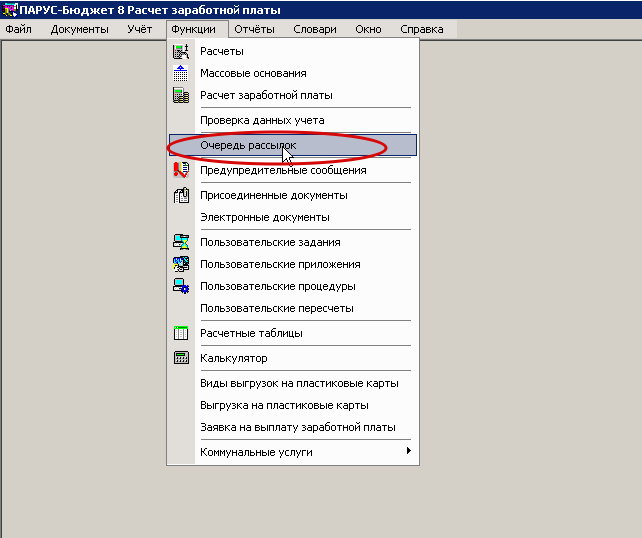 ПАРУС-Бюджет 8 Расчет заработной платы
Файл Документы Учёт Функции Отчёты Словари Окно Справка
Расчеты
Массовые основания
Расчет заработной платы
Проверка данных учета
Очередь рассылок
Предупредительные сообщения
Присоединенные документы
Электронные документы
Пользовательские задания
Пользовательские приложения
Пользовательские процедуры
Пользовательские пересчеты
Расчетные таблицы
Калькулятор
Виды выгрузок на пластиковые карты
Выгрузка на пластиковые карты
Заявка на выплату заработной платы
Коммунальные услуги